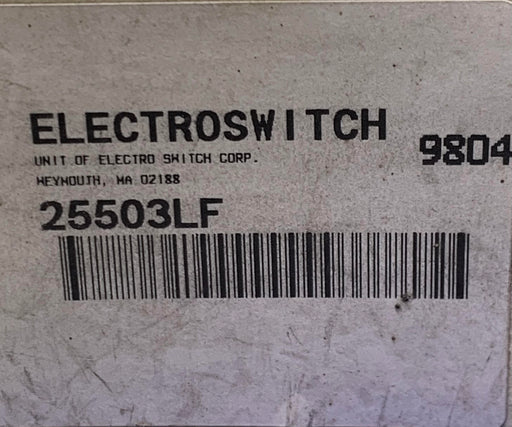 ELECTROSWITCH
UNIT OF ELECTRO SWITCH CORP.
WEYMOUTH, MA 02188
9804
25503LF